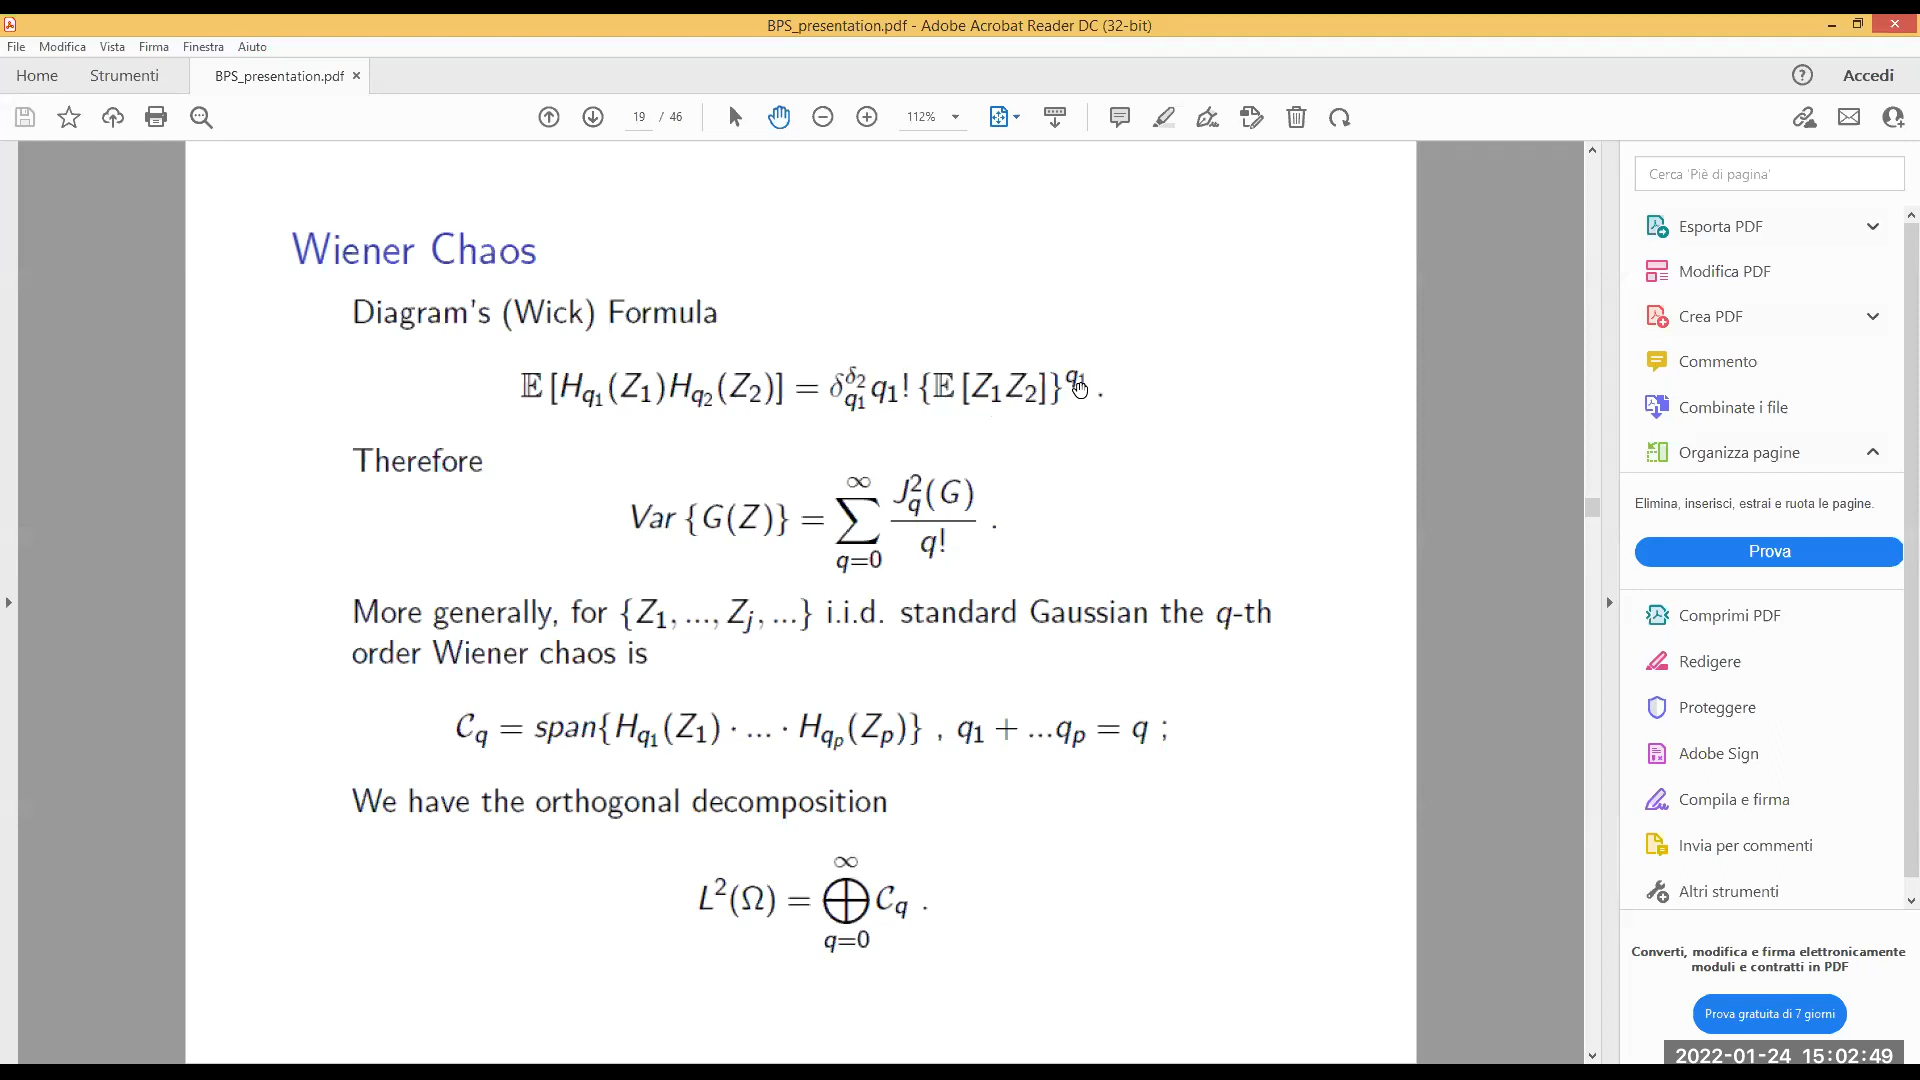 BPS_presentation.pdf - Adobe Acrobat Reader DC (32-bit)
File Modifica Vista Firma Finestra Aiuto
Home Strumenti BPS_presentation.pdf × Accedi
19 / 46 112%
Wiener Chaos
Diagram's (Wick) Formula
𝔼 [H_{q_1}(Z_1)H_{q_2}(Z_2)] = δ_{q_1}^{δ_2} q_1! {𝔼 [Z_1 Z_2]}^{q_1} .
Therefore
Var {G(Z)} = ∑_{q=0}^{∞} \frac{J_q^2(G)}{q!} .
More generally, for {Z_1, ..., Z_j, ...} i.i.d. standard Gaussian the q-th
order Wiener chaos is
𝒞_q = span{H_{q_1}(Z_1) · ... · H_{q_p}(Z_p)} , q_1 + ...q_p = q ;
We have the orthogonal decomposition
L^2(Ω) = ⨁_{q=0}^{∞} 𝒞_q .
Cerca 'Piè di pagina'
Esporta PDF
Modifica PDF
Crea PDF
Commento
Combinate i file
Organizza pagine
Elimina, inserisci, estrai e ruota le pagine.
Prova
Comprimi PDF
Redigere
Proteggere
Adobe Sign
Compila e firma
Invia per commenti
Altri strumenti
Converti, modifica e firma elettronicamente
moduli e contratti in PDF
Prova gratuita di 7 giorni
2022-01-24 15:02:49